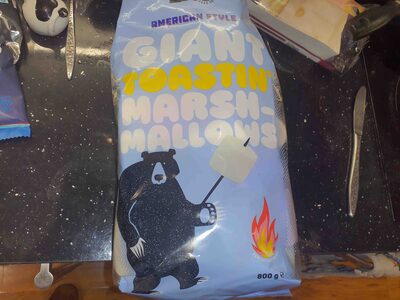 AMERICAN STYLE
GIANT
TOASTIN'
MARSH-
MALLOWS
800 g